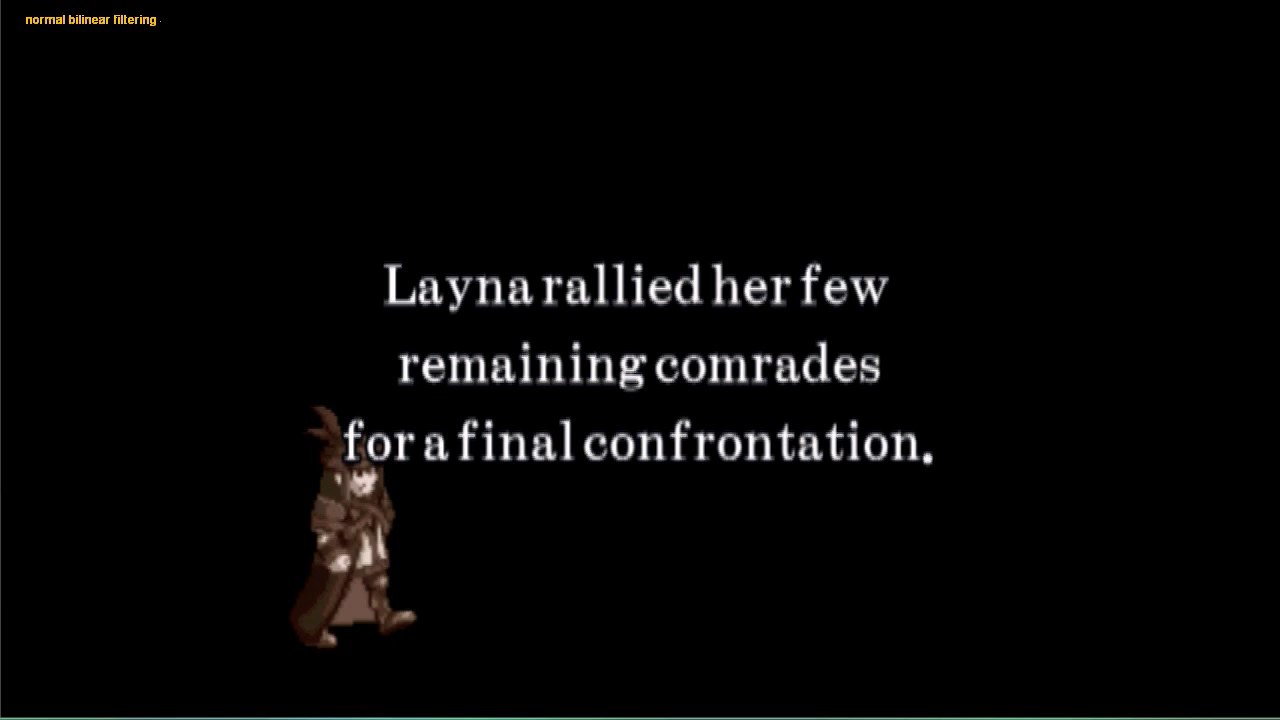 normal bilinear filtering
Layna rallied her few
remaining comrades
for a final confrontation.